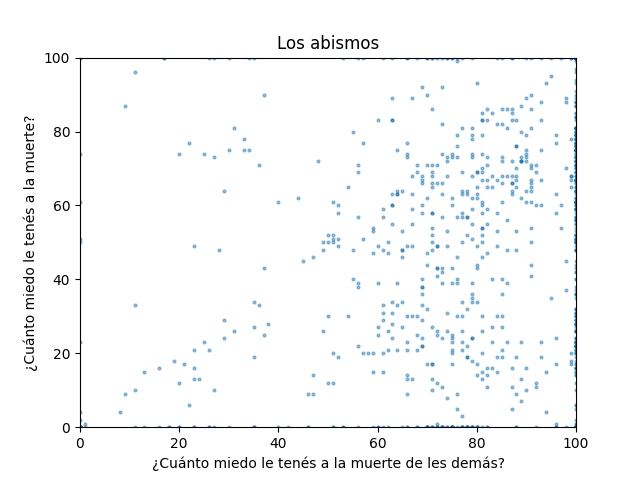 Los abismos
¿Cuánto miedo le tenés a la muerte?
100
80
60
40
20
0
0 20 40 60 80 100
¿Cuánto miedo le tenés a la muerte de les demás?